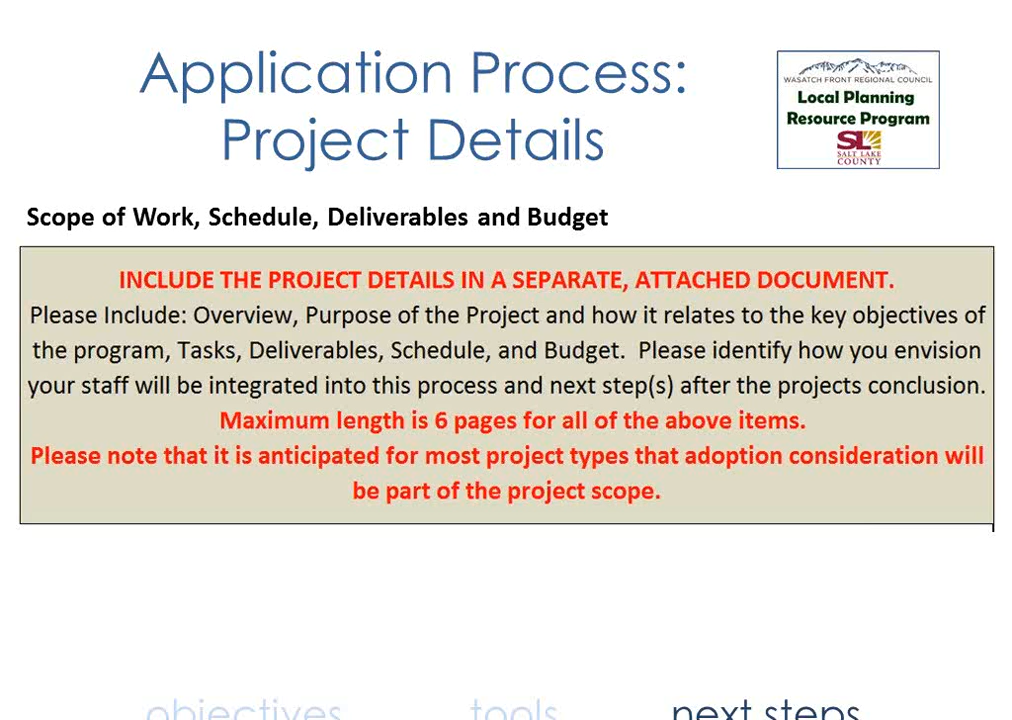 Application Process:
Project Details
WASATCH FRONT REGIONAL COUNCIL
Local Planning
Resource Program
SL
SALT LAKE
COUNTY
Scope of Work, Schedule, Deliverables and Budget
INCLUDE THE PROJECT DETAILS IN A SEPARATE, ATTACHED DOCUMENT.
Please Include: Overview, Purpose of the Project and how it relates to the key objectives of
the program, Tasks, Deliverables, Schedule, and Budget.  Please identify how you envision
your staff will be integrated into this process and next step(s) after the projects conclusion.
Maximum length is 6 pages for all of the above items.
Please note that it is anticipated for most project types that adoption consideration will
be part of the project scope.
objectives tools next steps